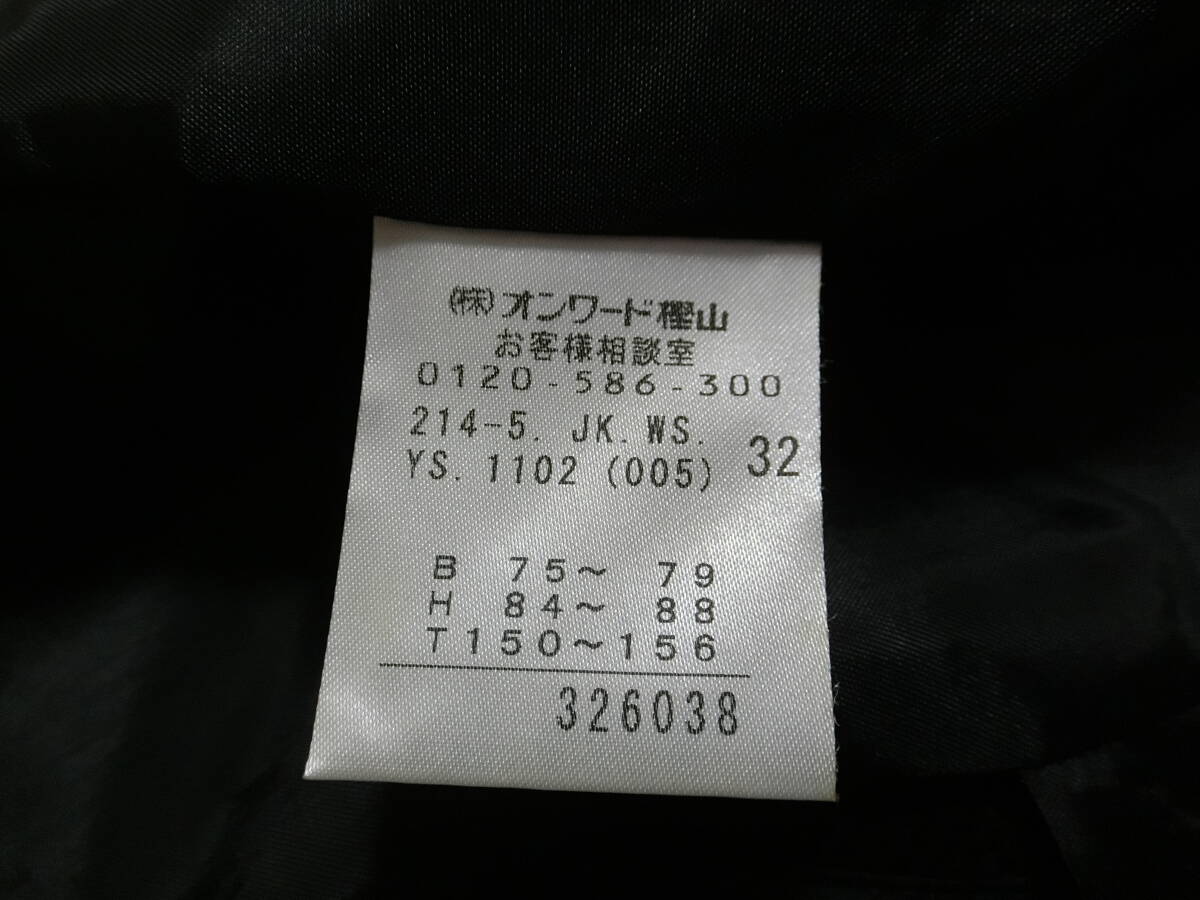 (株)オンワード樫山
お客様相談室
0120-586-300
214-5. JK. WS.
YS. 1102 (005) 32
B 75〜 79
H 84〜 88
T150〜156
326038